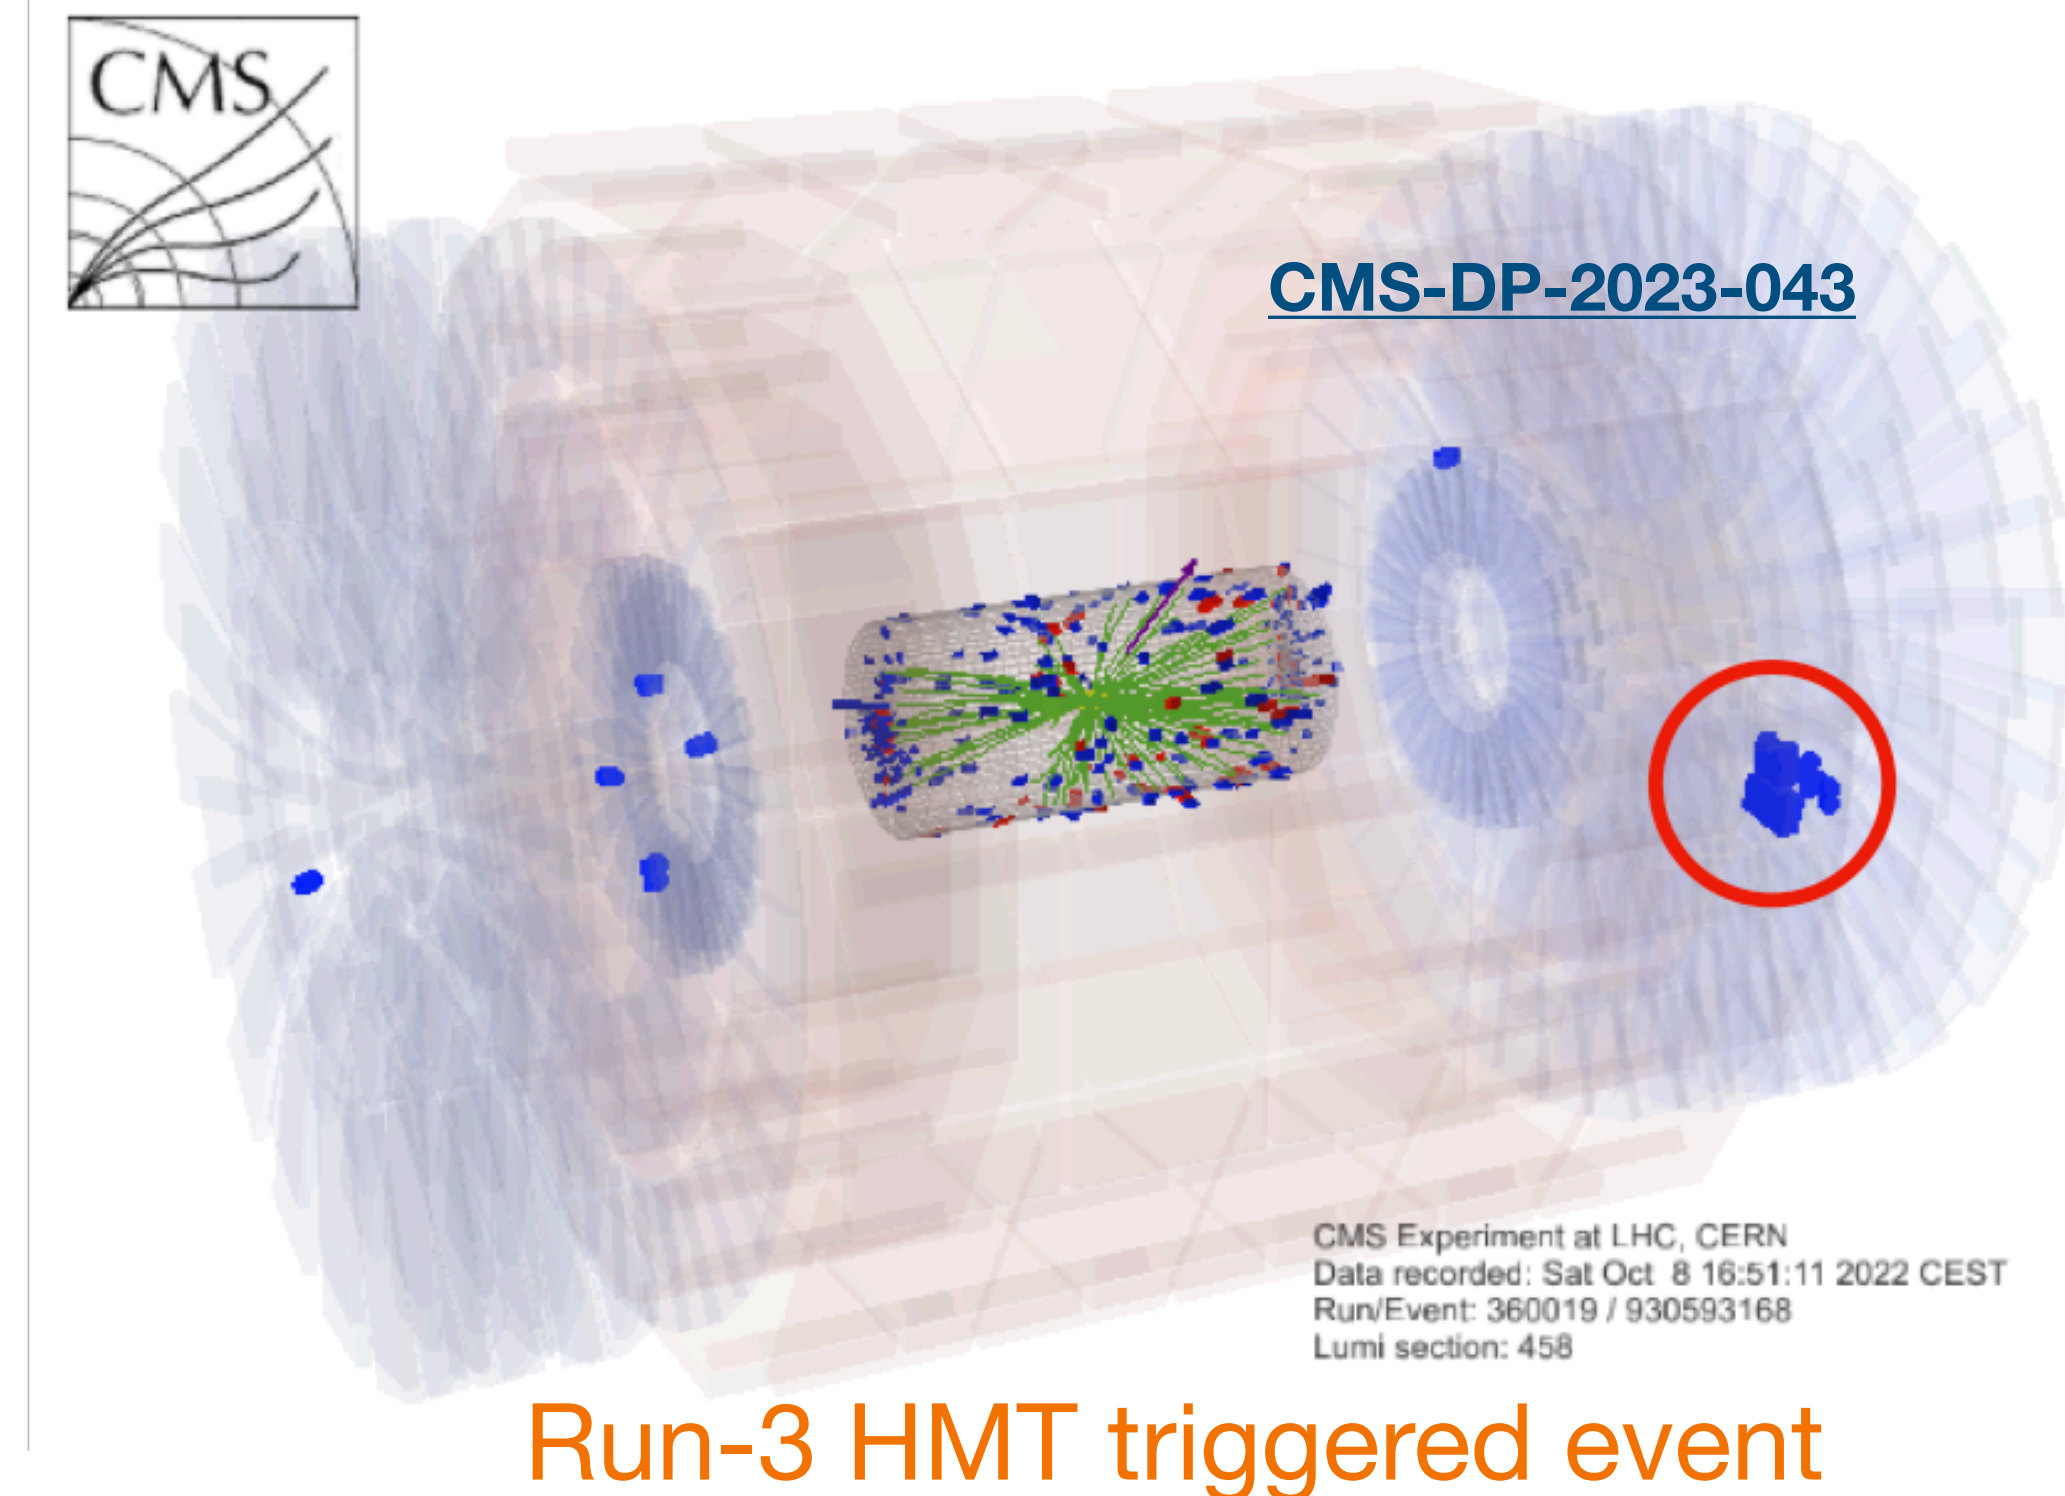 CMS
CMS-DP-2023-043
CMS Experiment at LHC, CERN
Data recorded: Sat Oct 8 16:51:11 2022 CEST
Run/Event: 360019 / 930593168
Lumi section: 458
Run-3 HMT triggered event